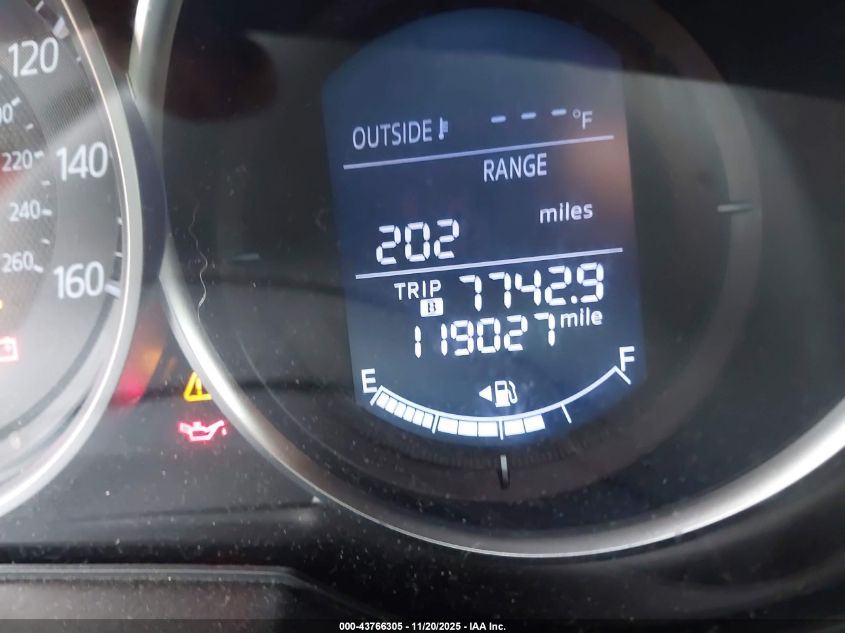 120
140
160
220
240
260
OUTSIDE - - - °F
RANGE
miles
202
TRIP B 7742.9
119027 mile
E F
000-43766305 - 11/20/2025 - IAA Inc.